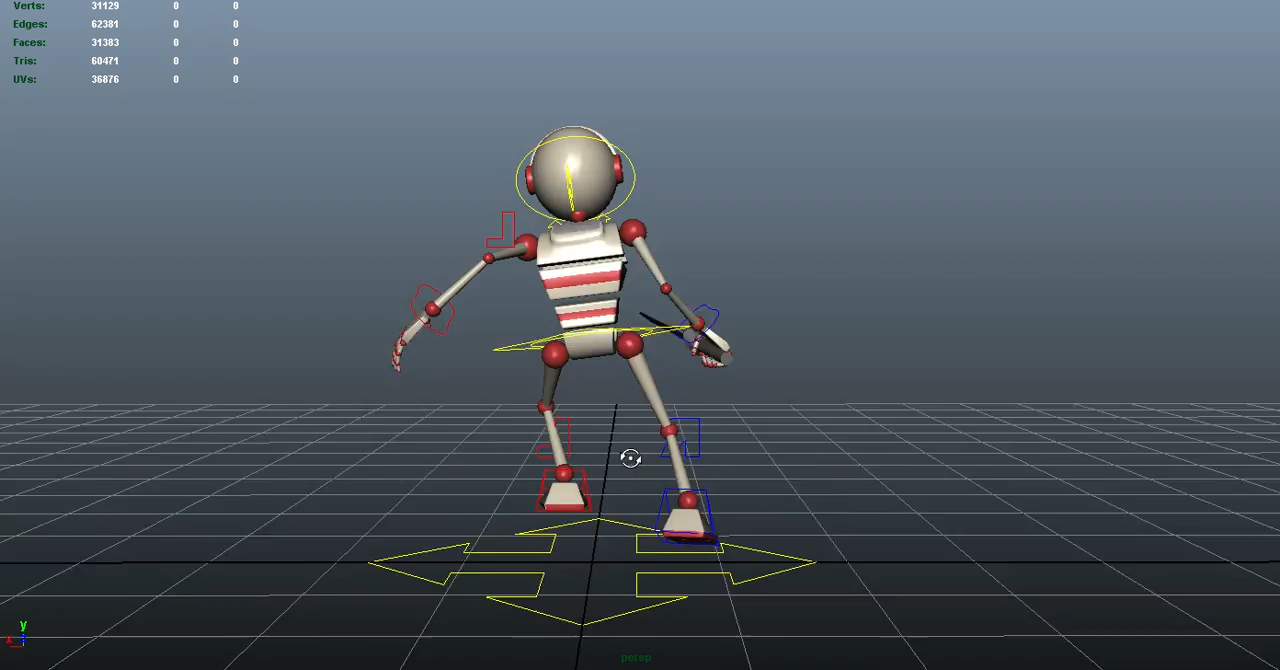 Verts: 31129 0 0
Edges: 62381 0 0
Faces: 31383 0 0
Tris: 60471 0 0
UVs: 36876 0 0
y
x
z
persp